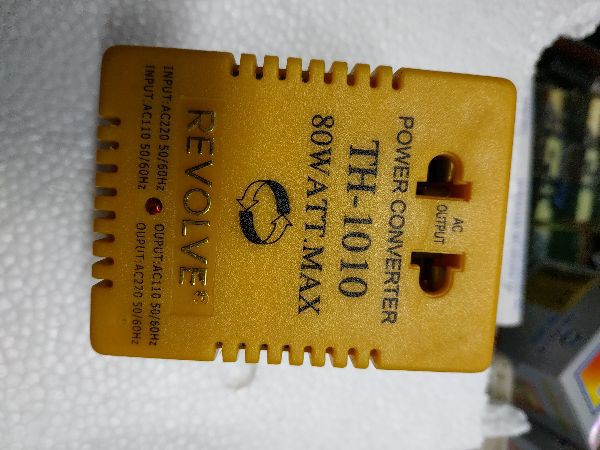 AC
OUTPUT
POWER CONVERTER
TH-1010
80WATT.MAX
REVOLVE®
INPUT:AC220 50/60Hz OUPUT:AC110 50/60Hz
INPUT:AC110 50/60Hz OUPUT:AC220 50/60Hz